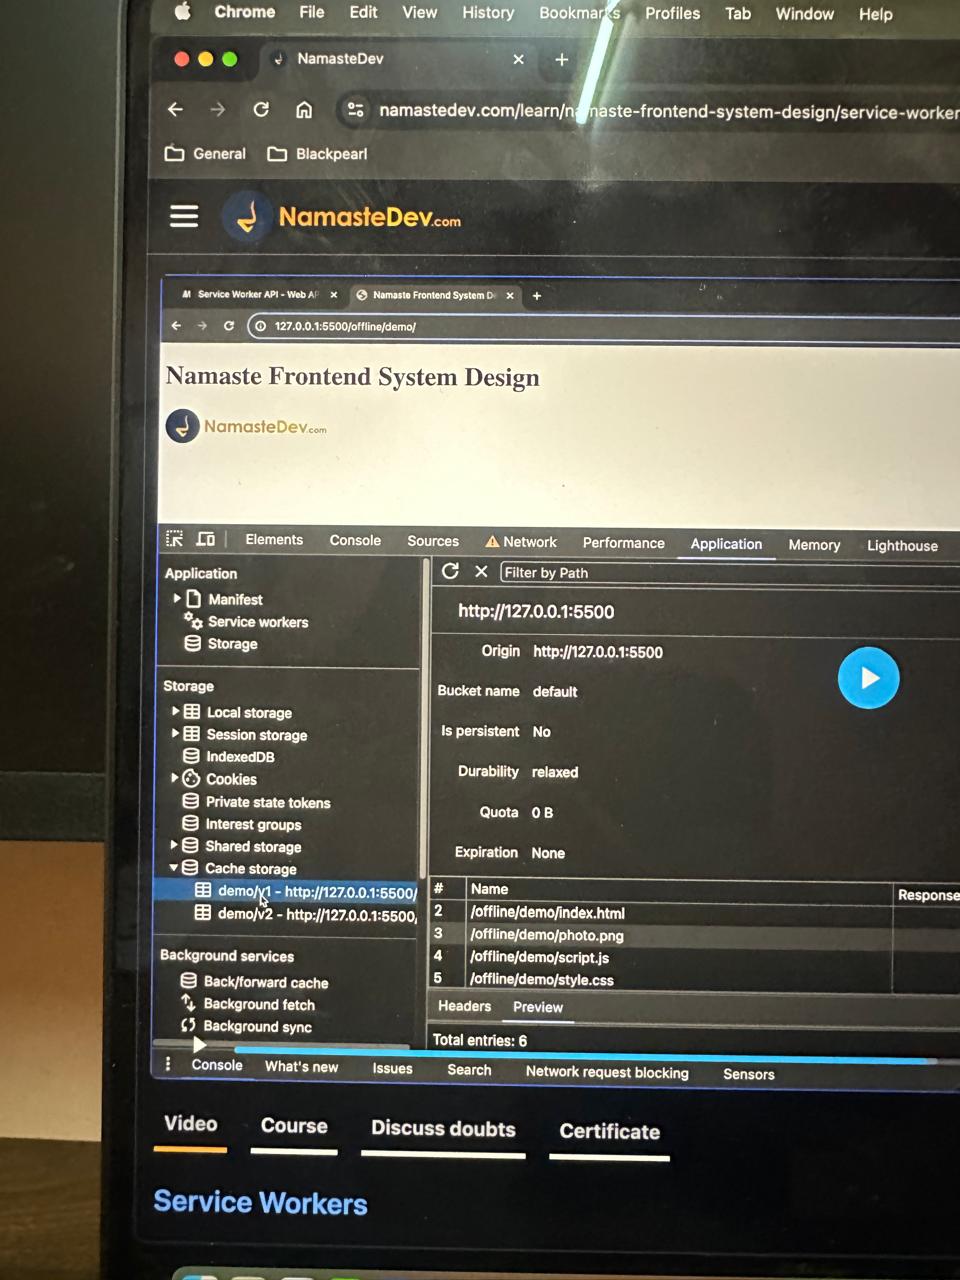 Chrome File Edit View History Bookmarks Profiles Tab Window Help
NamasteDev
namastedev.com/learn/namaste-frontend-system-design/service-worker
General Blackpearl
NamasteDev.com
Service Worker API - Web AP Namaste Frontend System D
127.0.0.1:5500/offline/demo/
Namaste Frontend System Design
NamasteDev.com
Elements Console Sources Network Performance Application Memory Lighthouse
Application
Manifest
Service workers
Storage
Storage
Local storage
Session storage
IndexedDB
Cookies
Private state tokens
Interest groups
Shared storage
Cache storage
demo/v1 - http://127.0.0.1:5500/
demo/v2 - http://127.0.0.1:5500/
Background services
Back/forward cache
Background fetch
Background sync
Filter by Path
http://127.0.0.1:5500
Origin http://127.0.0.1:5500
Bucket name default
Is persistent No
Durability relaxed
Quota 0 B
Expiration None
# Name Response
2 /offline/demo/index.html
3 /offline/demo/photo.png
4 /offline/demo/script.js
5 /offline/demo/style.css
Headers Preview
Total entries: 6
Console What's new Issues Search Network request blocking Sensors
Video Course Discuss doubts Certificate
Service Workers